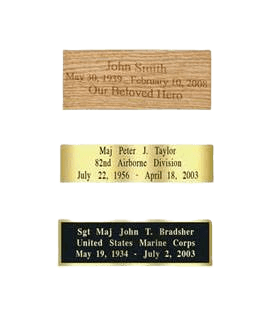 John Smith
May 30, 1939 - February 10, 2008
Our Beloved Hero
Maj Peter J. Taylor
82nd Airborne Division
July 22, 1956 - April 18, 2003
Sgt Maj John T. Bradsher
United States Marine Corps
May 19, 1934 - July 2, 2003